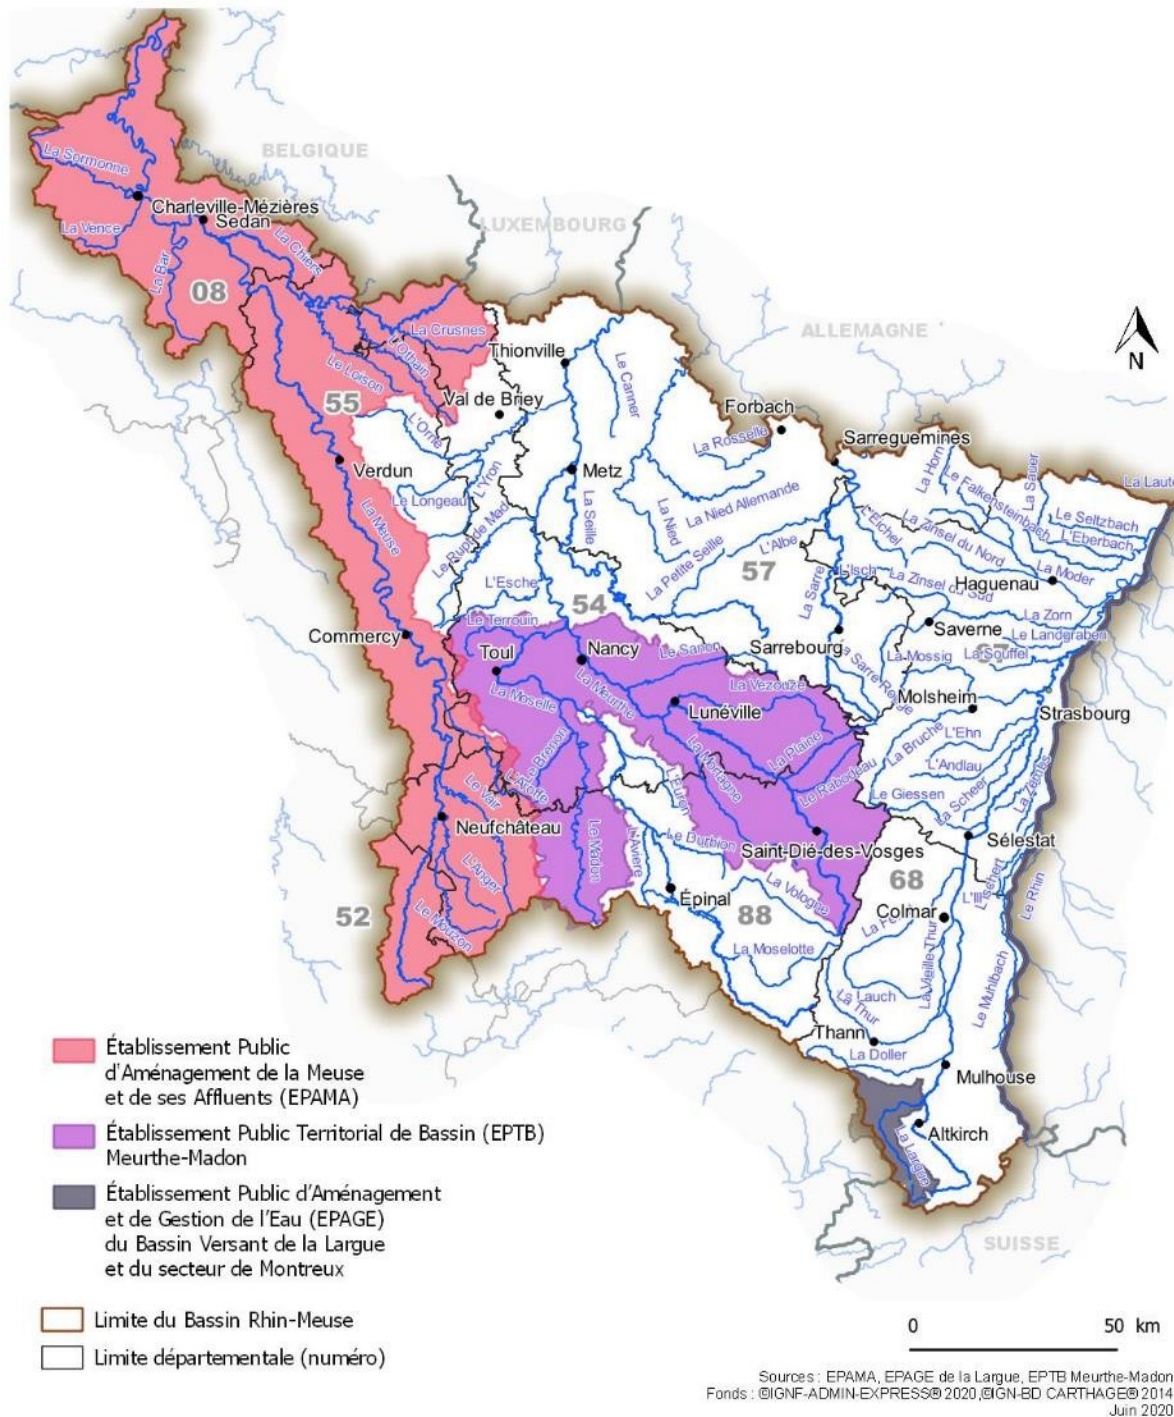 BELGIQUE
La Sormonne
Charleville-Mézières
Sedan
LUXEMBOURG
La Vence
La Chiers
La Bar
08
ALLEMAGNE
N
La Crusnes
L'Othain
Thionville
Le Loison
Le Canner
55
Val de Briey
Forbach
L'Orne
La Rosselle
Sarreguemines
Verdun
L'Yron
Metz
La Horn
La Sauer
La Laute
Le Falkensteinbach
Le Longeau
La Seille
La Nied Allemande
Le Seltzbach
La Meuse
Le Rupt de Mad
La Nied
L'Eichel
La Zinsel du Nord
L'Eberbach
L'Albe
La Petite Seille
57
L'Isch
La Moder
L'Esche
La Sarre
La Zinsel du Sud
Haguenau
54
La Zorn
Le Terrouin
Saverne
Le Landgraben
Commercy
Nancy
Le Sanon
Sarrebourg
La Mossig
La Souffel
67
Toul
La Sarre Rouge
La Moselle
La Meurthe
La Vezouze
Molsheim
Lunéville
Strasbourg
La Bruche
L'Ehn
Le Brenon
La Plaine
L'Andlau
L'Aroffe
La Mortagne
Le Rabodeau
La Zembs
Le Vair
L'Euron
Le Giessen
La Scheer
Neufchâteau
Le Madon
L'Avière
Le Durbion
Saint-Dié-des-Vosges
Sélestat
L'Anger
La Vologne
68
L'Ill
L'Ischert
Le Rhin
52
Épinal
88
Colmar
Le Mouzon
La Moselotte
La Vieille-Thur
Le Muhlbach
La Lauch
La Thur
Thann
La Doller
Mulhouse
Altkirch
La Largue
SUISSE
Établissement Public
d'Aménagement de la Meuse
et de ses Affluents (EPAMA)
Établissement Public Territorial de Bassin (EPTB)
Meurthe-Madon
Établissement Public d'Aménagement
et de Gestion de l'Eau (EPAGE)
du Bassin Versant de la Largue
et du secteur de Montreux
Limite du Bassin Rhin-Meuse
Limite départementale (numéro)
0 50 km
Sources : EPAMA, EPAGE de la Largue, EPTB Meurthe-Madon
Fonds : ©IGNF-ADMIN-EXPRESS® 2020,©IGN-BD CARTHAGE® 2014
Juin 2020